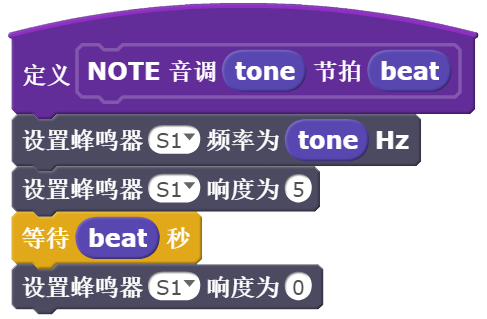 定义 NOTE 音调 tone 节拍 beat
设置蜂鸣器 S1 频率为 tone Hz
设置蜂鸣器 S1 响度为 5
等待 beat 秒
设置蜂鸣器 S1 响度为 0